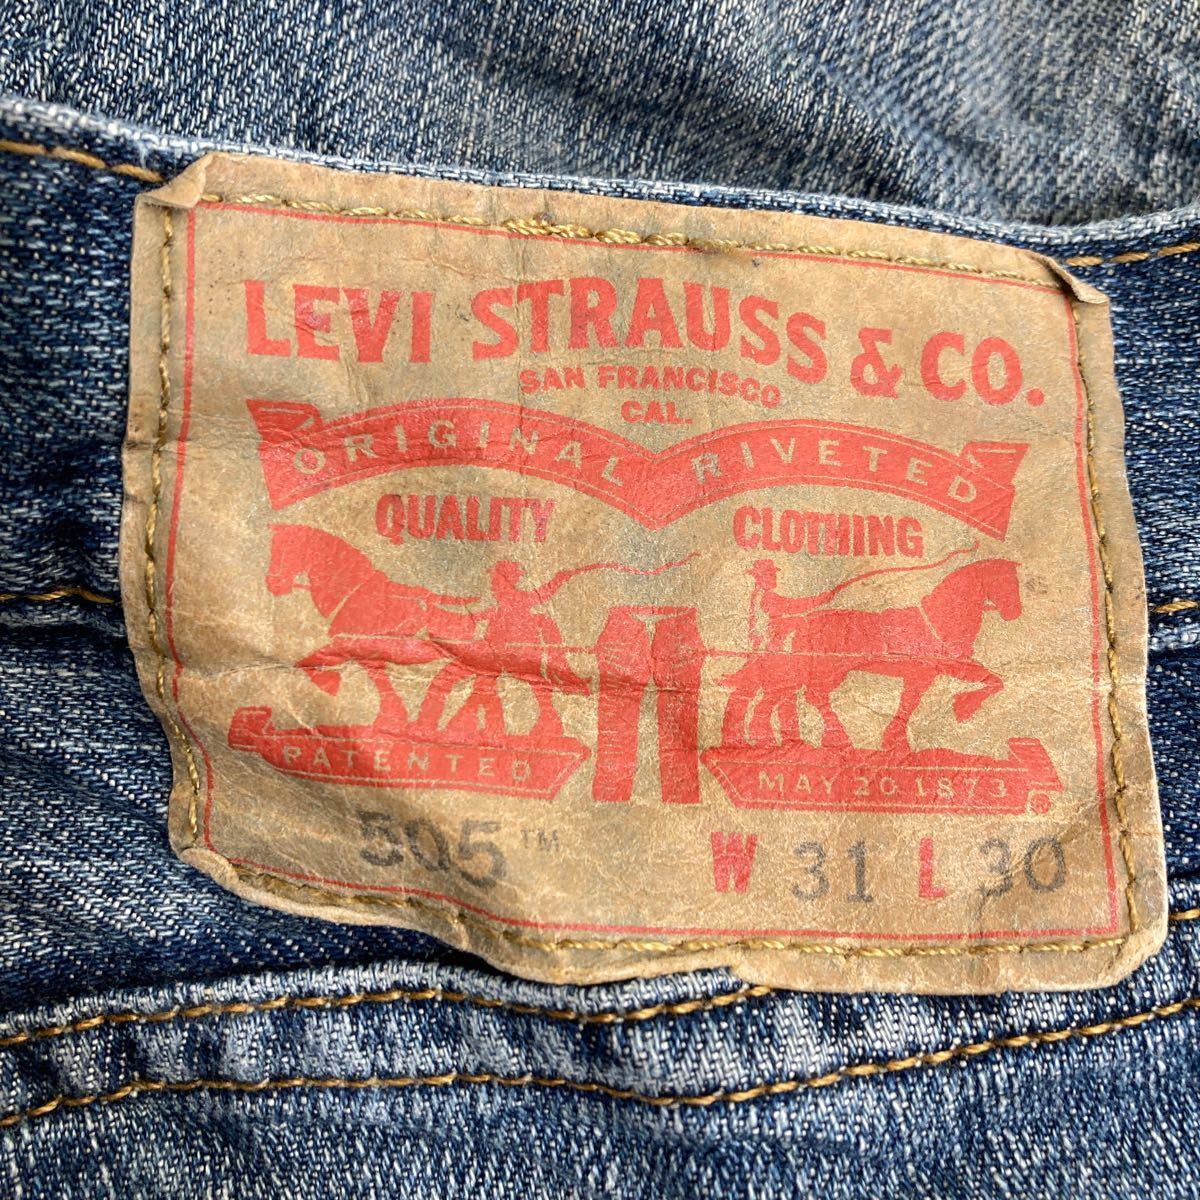 LEVI STRAUSS & CO.
SAN FRANCISCO
CAL.
ORIGINAL RIVETED
QUALITY CLOTHING
PATENTED MAY 20 1873 ®
505™ W 31 L 30